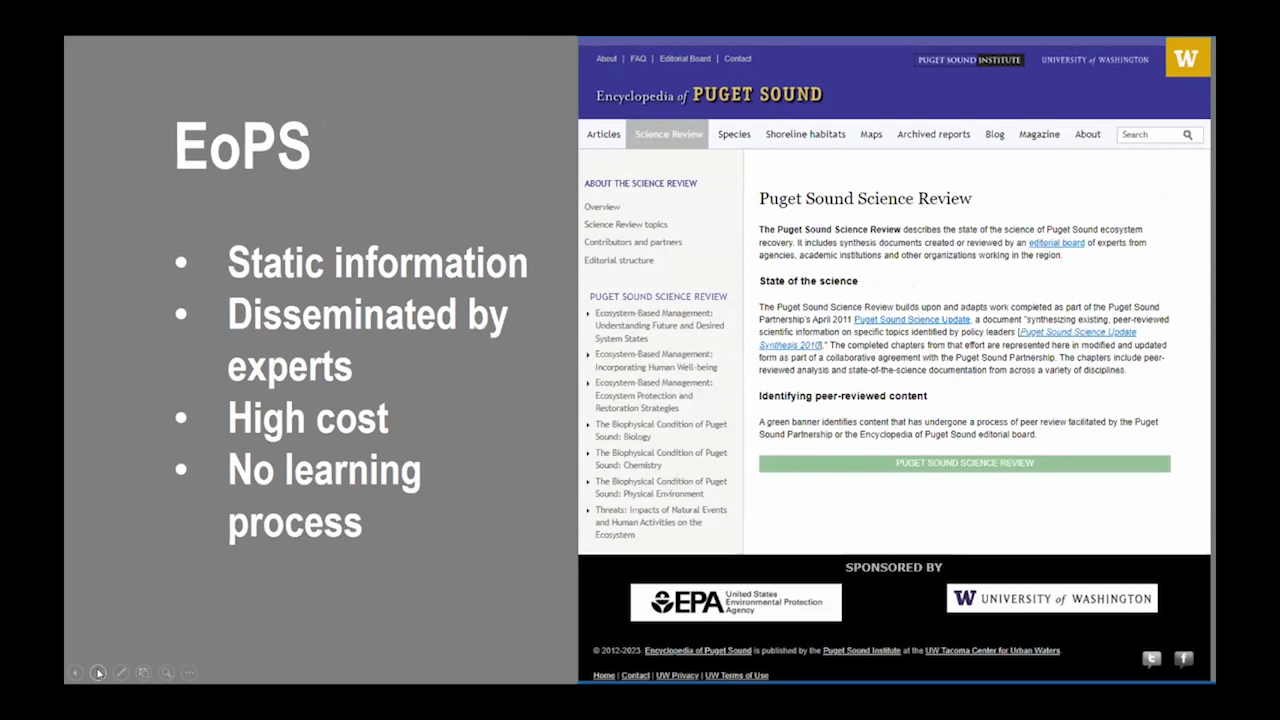 EoPS
• Static information
• Disseminated by
experts
• High cost
• No learning
process
About | FAQ | Editorial Board | Contact
PUGET SOUND INSTITUTE
UNIVERSITY of WASHINGTON
W
Encyclopedia of PUGET SOUND
Articles Science Review Species Shoreline habitats Maps Archived reports Blog Magazine About Search
ABOUT THE SCIENCE REVIEW
Overview
Science Review topics
Contributors and partners
Editorial structure
PUGET SOUND SCIENCE REVIEW
Ecosystem-Based Management:
Understanding Future and Desired
System States
Ecosystem-Based Management:
Incorporating Human Well-being
Ecosystem-Based Management:
Ecosystem Protection and
Restoration Strategies
The Biophysical Condition of Puget
Sound: Biology
The Biophysical Condition of Puget
Sound: Chemistry
The Biophysical Condition of Puget
Sound: Physical Environment
Threats: Impacts of Natural Events
and Human Activities on the
Ecosystem
Puget Sound Science Review
The Puget Sound Science Review describes the state of the science of Puget Sound ecosystem
recovery. It includes synthesis documents created or reviewed by an editorial board of experts from
agencies, academic institutions and other organizations working in the region.
State of the science
The Puget Sound Science Review builds upon and adapts work completed as part of the Puget Sound
Partnership's April 2011 Puget Sound Science Update, a document "synthesizing existing, peer-reviewed
scientific information on specific topics identified by policy leaders [Puget Sound Science Update
Synthesis 2010]." The completed chapters from that effort are represented here in modified and updated
form as part of a collaborative agreement with the Puget Sound Partnership. The chapters include peer-
reviewed analysis and state-of-the-science documentation from across a variety of disciplines.
Identifying peer-reviewed content
A green banner identifies content that has undergone a process of peer review facilitated by the Puget
Sound Partnership or the Encyclopedia of Puget Sound editorial board.
PUGET SOUND SCIENCE REVIEW
SPONSORED BY
EPA
United States
Environmental Protection
Agency
W UNIVERSITY of WASHINGTON
© 2012-2023. Encyclopedia of Puget Sound is published by the Puget Sound Institute at the UW Tacoma Center for Urban Waters.
Home | Contact | UW Privacy | UW Terms of Use